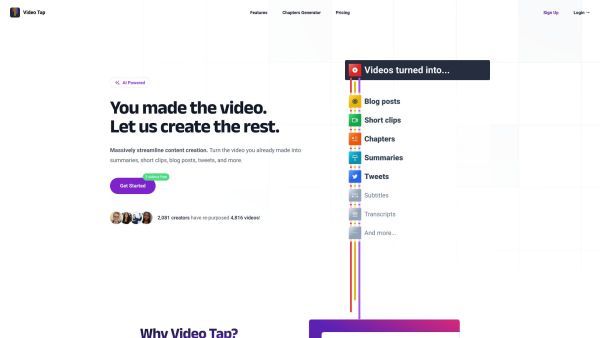 Video Tap
Features
Chapters Generator
Pricing
Sign Up
Login →
AI Powered
You made the video.
Let us create the rest.
Massively streamline content creation. Turn the video you already made into
summaries, short clips, blog posts, tweets, and more.
Get Started
2,081 creators have re-purposed 4,816 videos!
Videos turned into...
Blog posts
Short clips
Chapters
Summaries
Tweets
Subtitles
Transcripts
And more...
Why Video Tap?